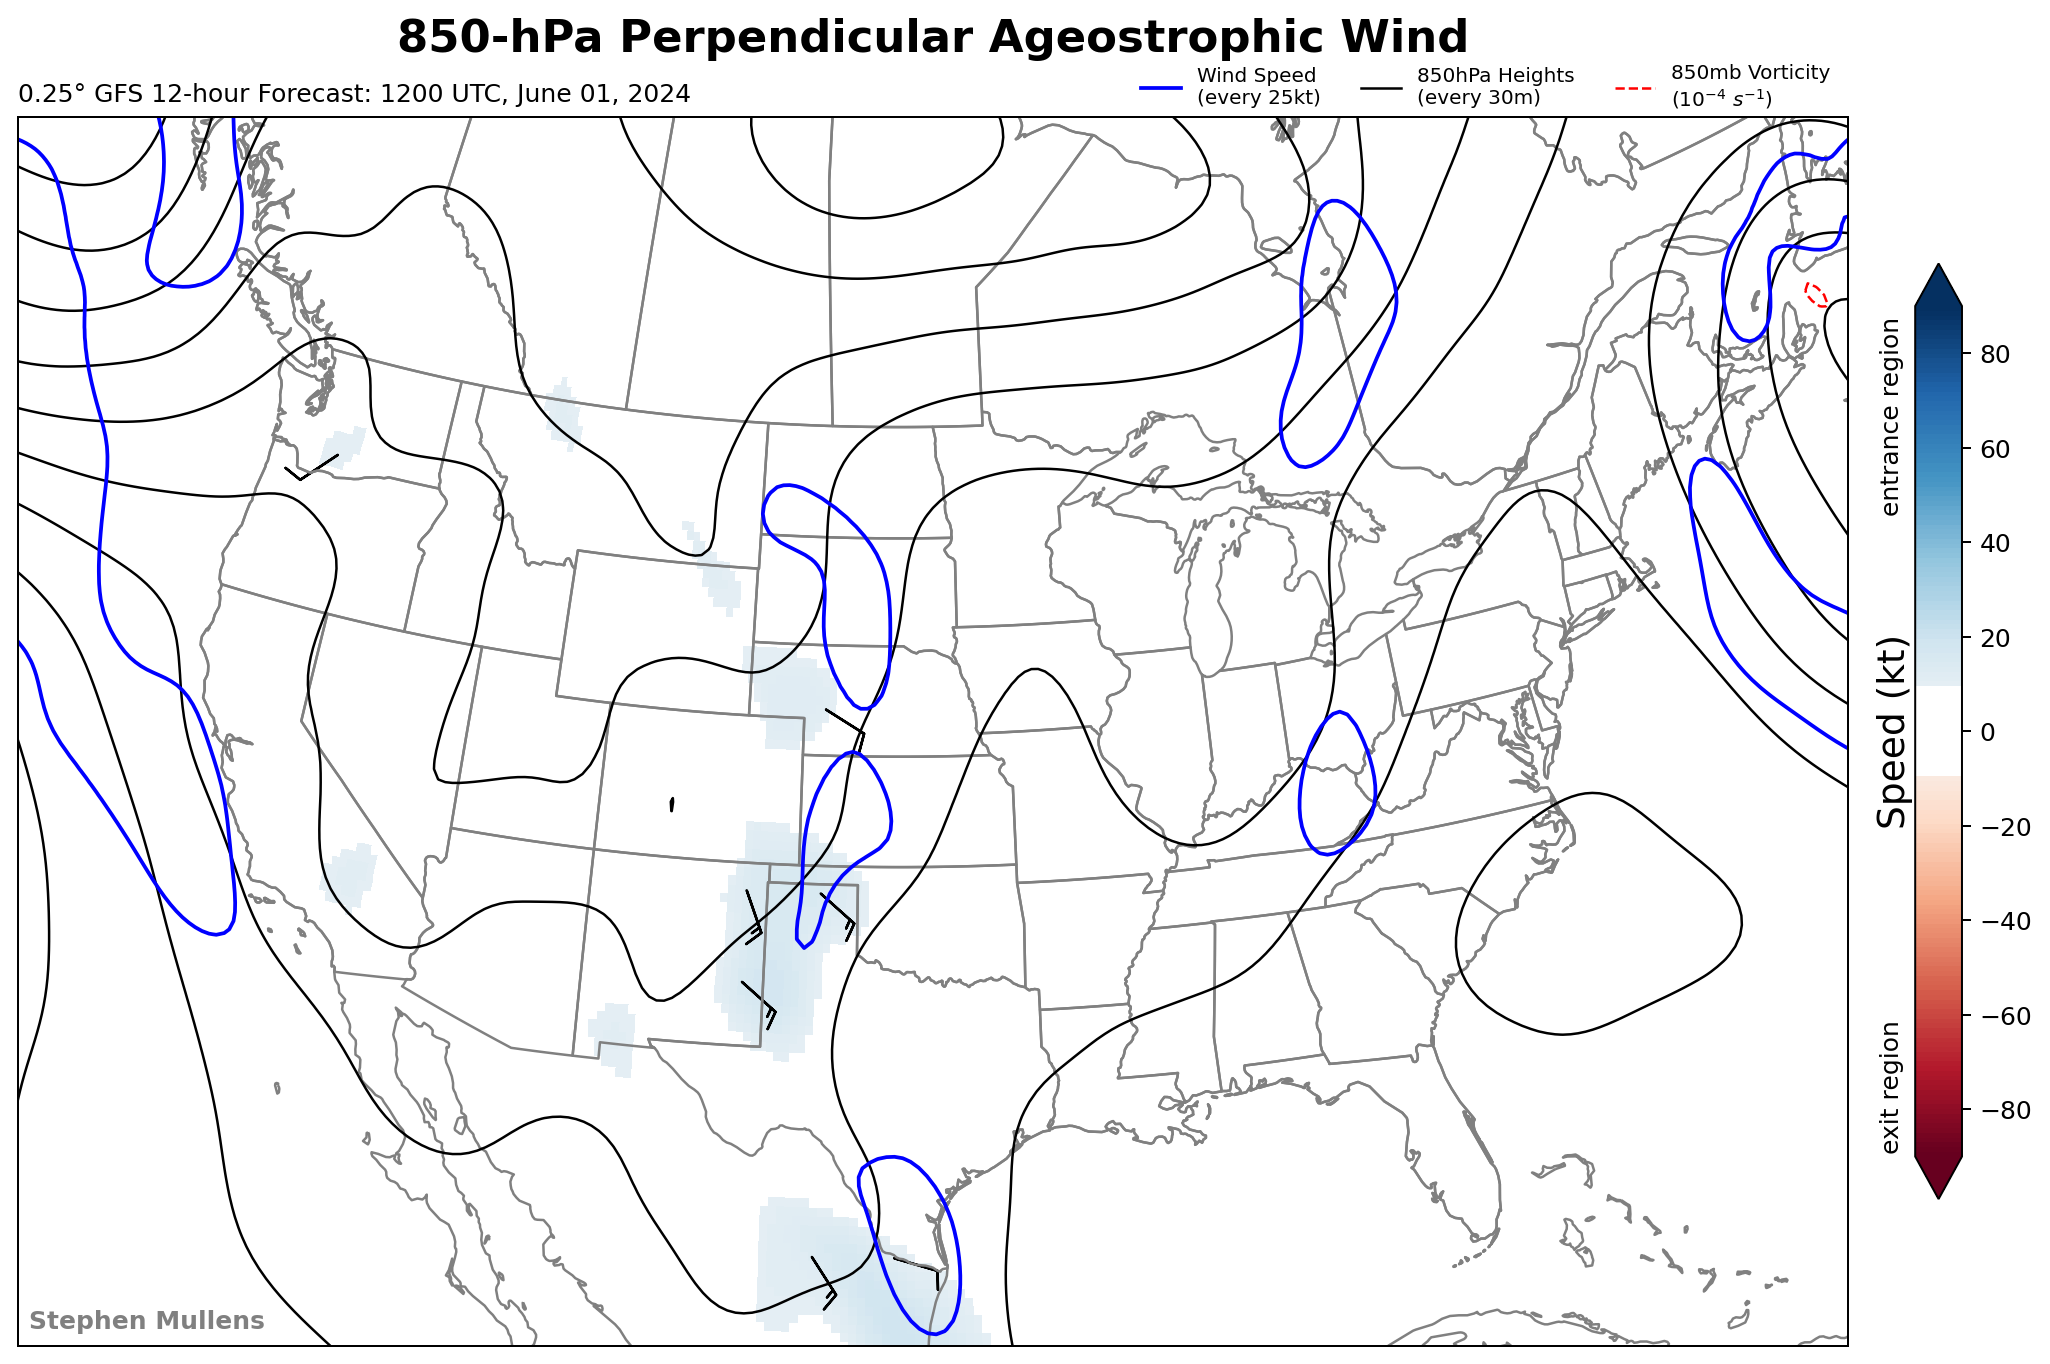 850-hPa Perpendicular Ageostrophic Wind
0.25° GFS 12-hour Forecast: 1200 UTC, June 01, 2024
Wind Speed
(every 25kt)
850hPa Heights
(every 30m)
850mb Vorticity
(10⁻⁴ s⁻¹)
entrance region
Speed (kt)
exit region
80
60
40
20
0
−20
−40
−60
−80
Stephen Mullens